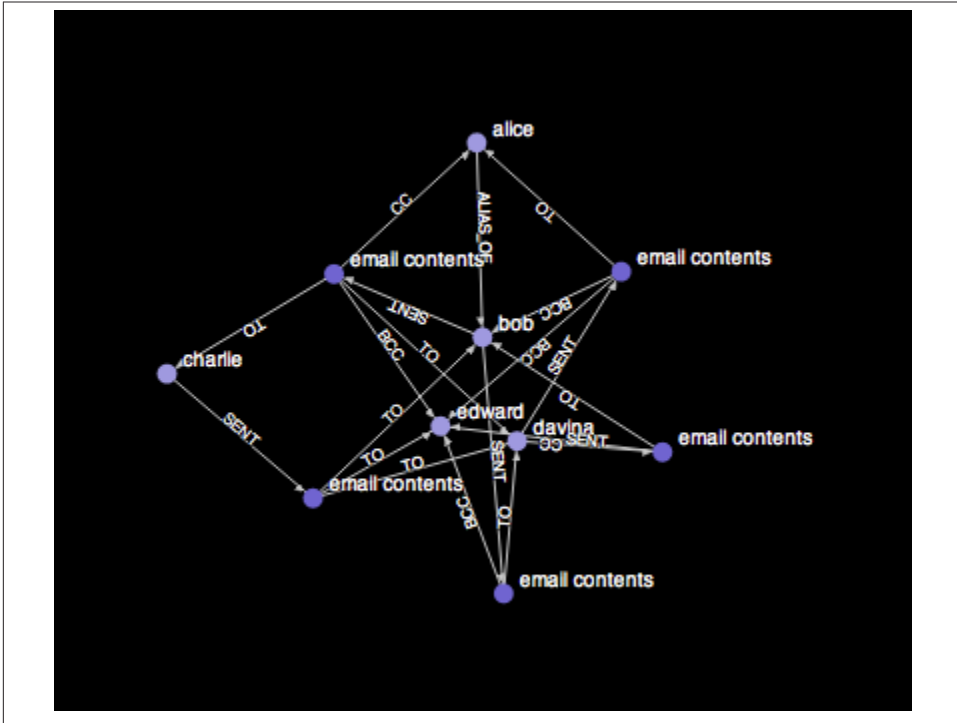 alice
CC
ALIAS_OF
TO
email contents
email contents
SENT
BCC
bob
BCC
TO
BCC
TO
SENT
charlie
TO
TO
edward
davina
SENT
TO
TO
CC
SENT
email contents
SENT
email contents
BCC
TO
email contents